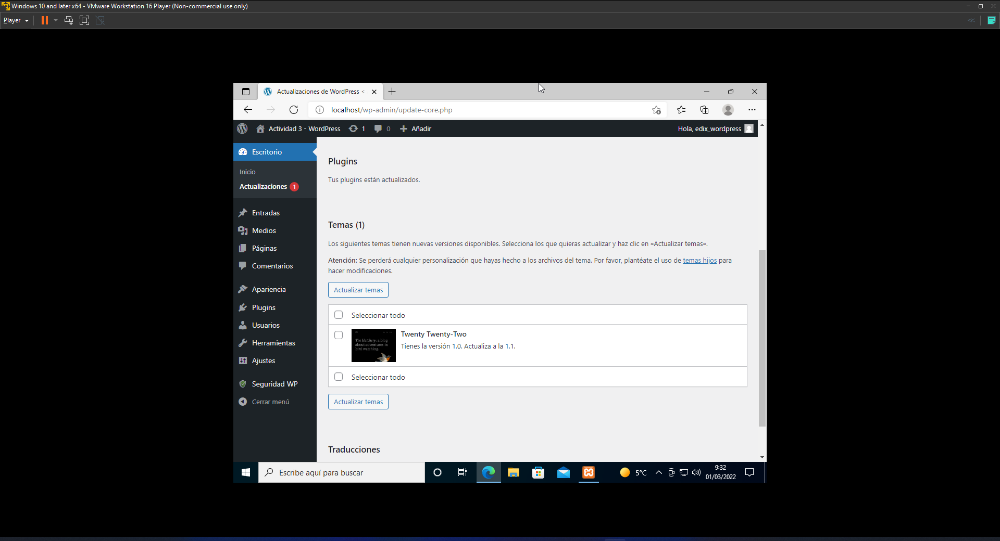 Windows 10 and later x64 - VMware Workstation 16 Player (Non-commercial use only)
Player
Actualizaciones de WordPress <
localhost/wp-admin/update-core.php
Actividad 3 - WordPress 1 0 Añadir
Hola, edix_wordpress
Escritorio
Inicio
Actualizaciones 1
Entradas
Medios
Páginas
Comentarios
Apariencia
Plugins
Usuarios
Herramientas
Ajustes
Seguridad WP
Cerrar menú
Plugins
Tus plugins están actualizados.
Temas (1)
Los siguientes temas tienen nuevas versiones disponibles. Selecciona los que quieras actualizar y haz clic en «Actualizar temas».
Atención: Se perderá cualquier personalización que hayas hecho a los archivos del tema. Por favor, plantéate el uso de temas hijos para
hacer modificaciones.
Actualizar temas
Seleccionar todo
The Hatchery: a blog
about adventures in
bird watching.
Twenty Twenty-Two
Tienes la versión 1.0. Actualiza a la 1.1.
Seleccionar todo
Actualizar temas
Traducciones
Escribe aquí para buscar
5°C
9:32
01/03/2022